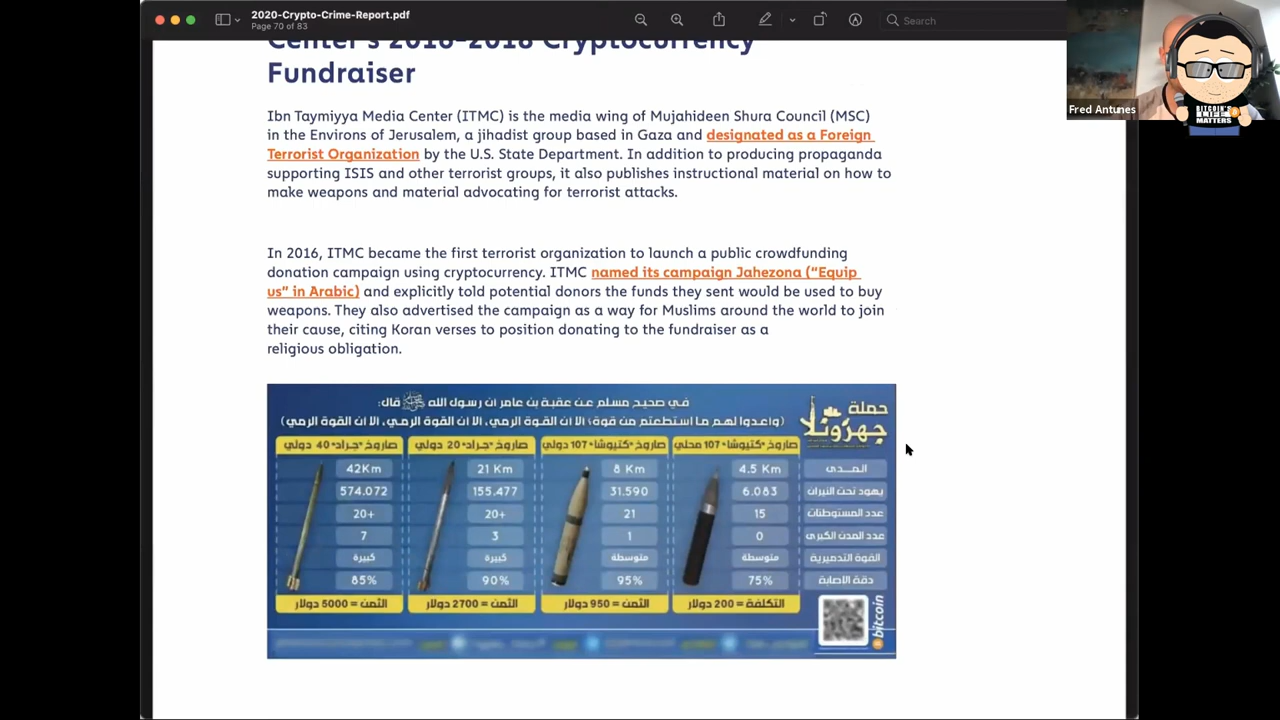 2020-Crypto-Crime-Report.pdf
Page 70 of 83
Search
Fred Antunes
BITCOIN'S
LIFE
MATTERS
Center's 2016-2018 Cryptocurrency
Fundraiser
Ibn Taymiyya Media Center (ITMC) is the media wing of Mujahideen Shura Council (MSC)
in the Environs of Jerusalem, a jihadist group based in Gaza and designated as a Foreign
Terrorist Organization by the U.S. State Department. In addition to producing propaganda
supporting ISIS and other terrorist groups, it also publishes instructional material on how to
make weapons and material advocating for terrorist attacks.
In 2016, ITMC became the first terrorist organization to launch a public crowdfunding
donation campaign using cryptocurrency. ITMC named its campaign Jahezona (“Equip
us” in Arabic) and explicitly told potential donors the funds they sent would be used to buy
weapons. They also advertised the campaign as a way for Muslims around the world to join
their cause, citing Koran verses to position donating to the fundraiser as a
religious obligation.
في صحيح مسلم عن عقبة بن عامر أن رسول الله ﷺ قال:
(واعدوا لهم ما استطعتم من قوة) ألا ان القوة الرمي، ألا ان القوة الرمي، ألا ان القوة الرمي)
حملة
جهزونا
صاروخ "كتيوشا" 107 محلي صاروخ "كتيوشا" 107 دولي صاروخ "جراد" 20 دولي صاروخ "جراد" 40 دولي
المدى 4.5 Km 8 Km 21 Km 42Km
يهود تحت النيران 6.083 31.590 155.477 574.072
عدد المستوطنات 15 21 20+ 20+
عدد المدن الكبرى 0 1 3 7
القوة التدميرية متوسطة متوسطة كبيرة كبيرة
دقة الاصابة 75% 95% 90% 85%
التكلفة = 200 دولار الثمن = 950 دولار الثمن = 2700 دولار الثمن = 5000 دولار
bitcoin